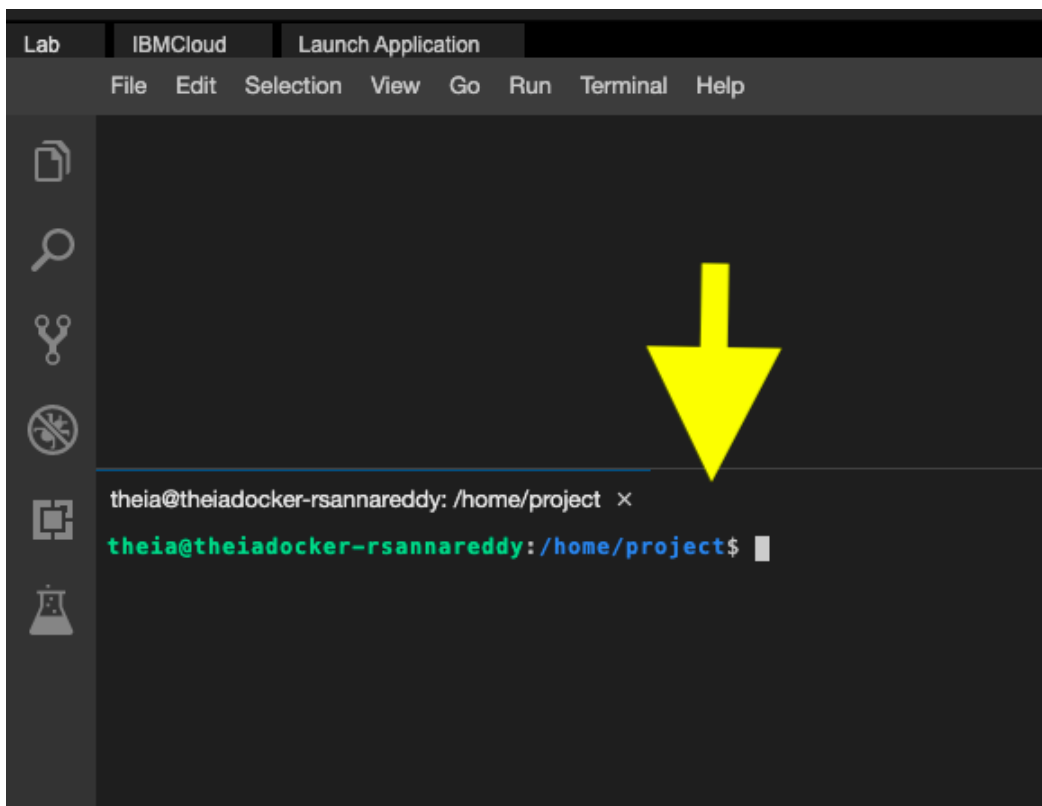 Lab IBMCloud Launch Application
File Edit Selection View Go Run Terminal Help
theia@theiadocker-rsannareddy: /home/project ×
theia@theiadocker-rsannareddy:/home/project$